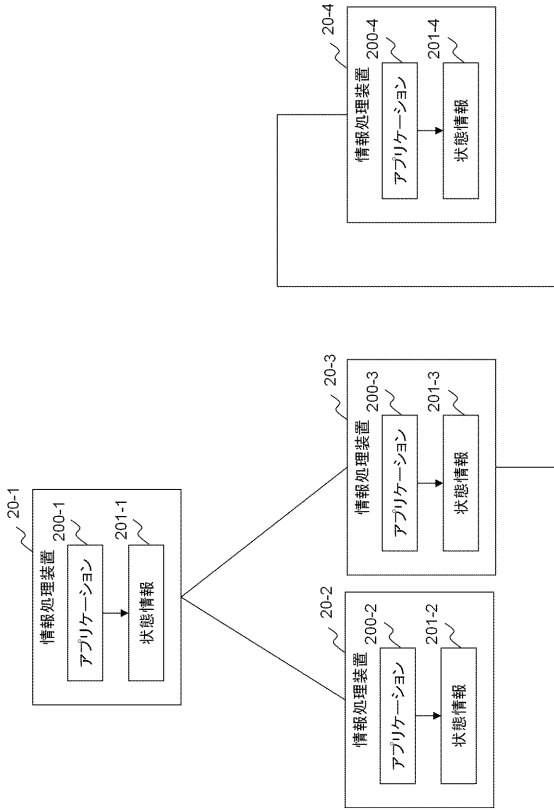 20-1
情報処理装置
200-1
アプリケーション
201-1
状態情報
20-2
情報処理装置
200-2
アプリケーション
201-2
状態情報
20-3
情報処理装置
200-3
アプリケーション
201-3
状態情報
20-4
情報処理装置
200-4
アプリケーション
201-4
状態情報